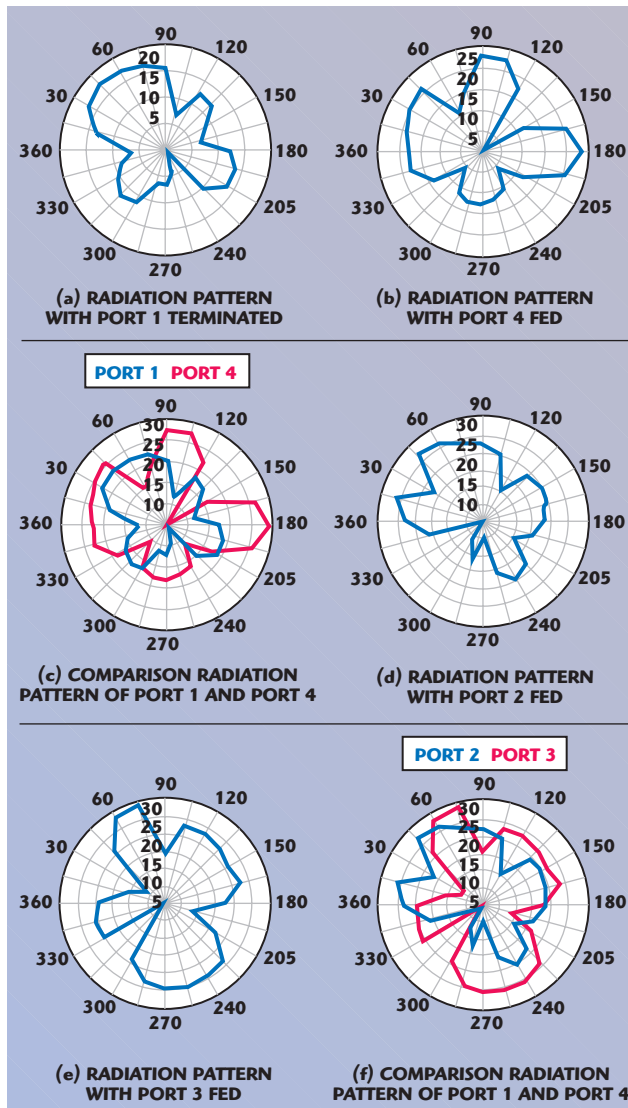 90
60 120
20
15
30 10 150
5
360 180
330 205
300 240
270
(a) RADIATION PATTERN
WITH PORT 1 TERMINATED
90
60 120
25
20
30 15 150
10
5
360 180
330 205
300 240
270
(b) RADIATION PATTERN
WITH PORT 4 FED
PORT 1 PORT 4
90
60 30 120
25
20
30 15 150
10
360 180
330 205
300 240
270
(c) COMPARISON RADIATION
PATTERN OF PORT 1 AND PORT 4
90
60 120
30
25
30 20 150
15
10
5
360 180
330 205
300 240
270
(d) RADIATION PATTERN
WITH PORT 2 FED
90
60 30 120
25
20
30 15 150
10
360 5 180
330 205
300 240
270
(e) RADIATION PATTERN
WITH PORT 3 FED
PORT 2 PORT 3
90
60 30 120
25
20
30 15 150
10
360 5 180
330 205
300 240
270
(f) COMPARISON RADIATION
PATTERN OF PORT 1 AND PORT 4